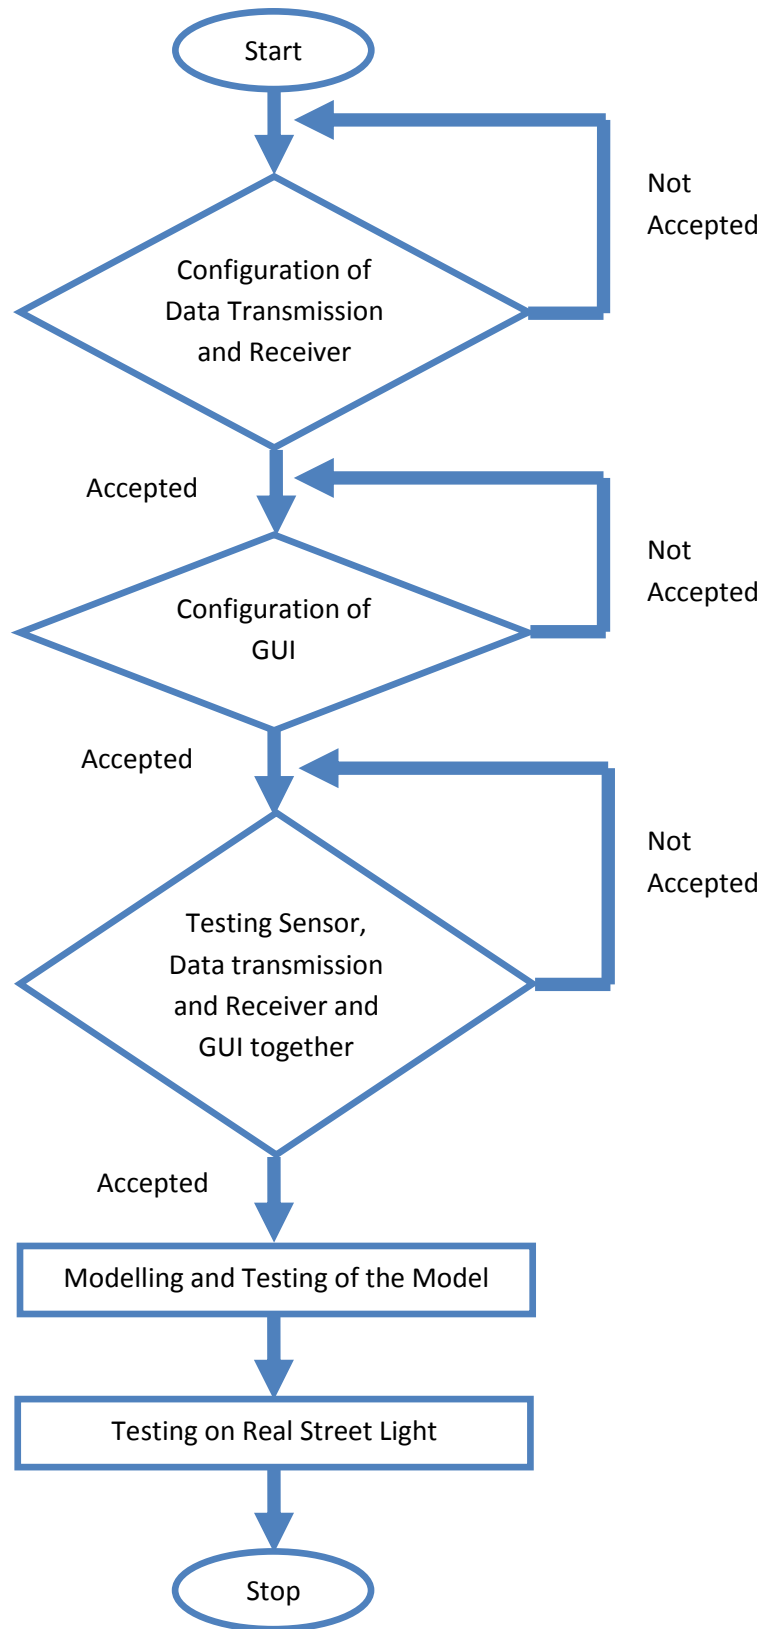 Start
Not
Accepted
Configuration of
Data Transmission
and Receiver
Accepted
Not
Accepted
Configuration of
GUI
Accepted
Not
Accepted
Testing Sensor,
Data transmission
and Receiver and
GUI together
Accepted
Modelling and Testing of the Model
Testing on Real Street Light
Stop